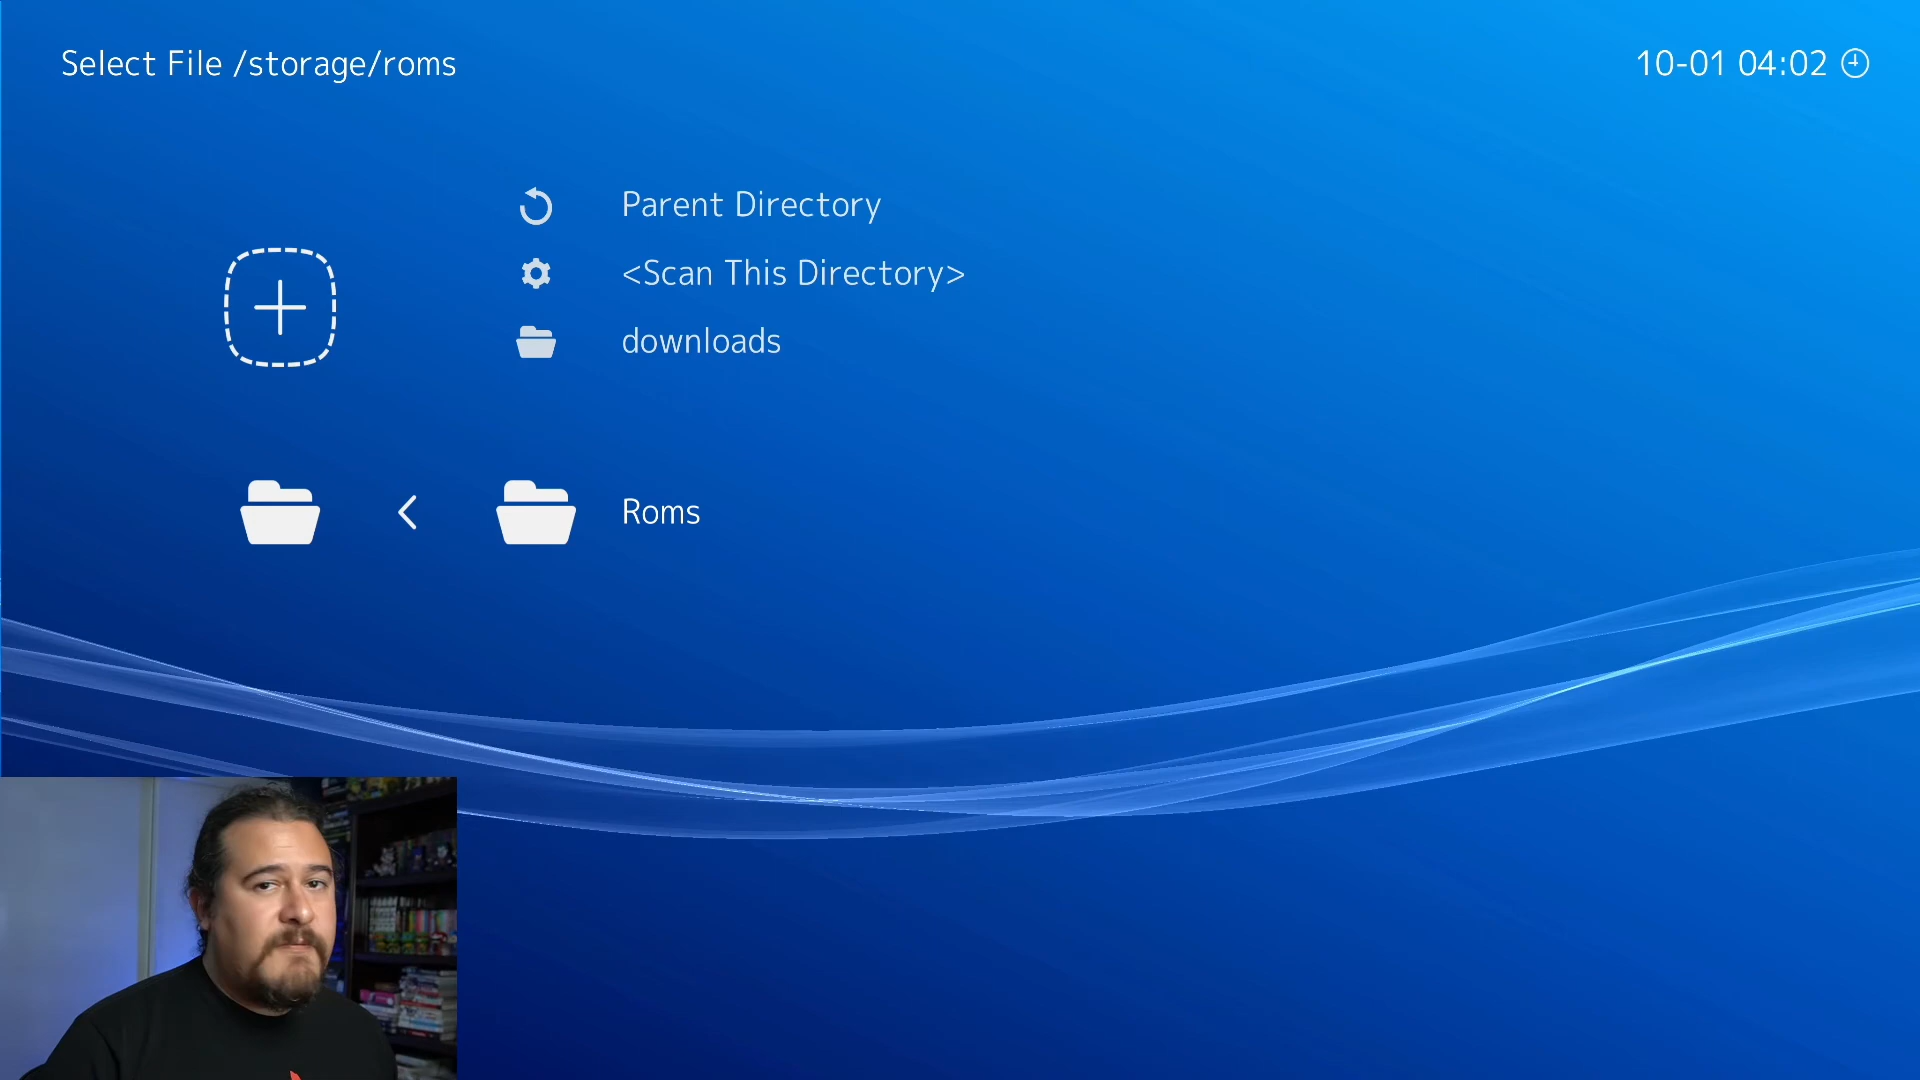 Select File /storage/roms
10-01 04:02
Parent Directory
<Scan This Directory>
downloads
Roms